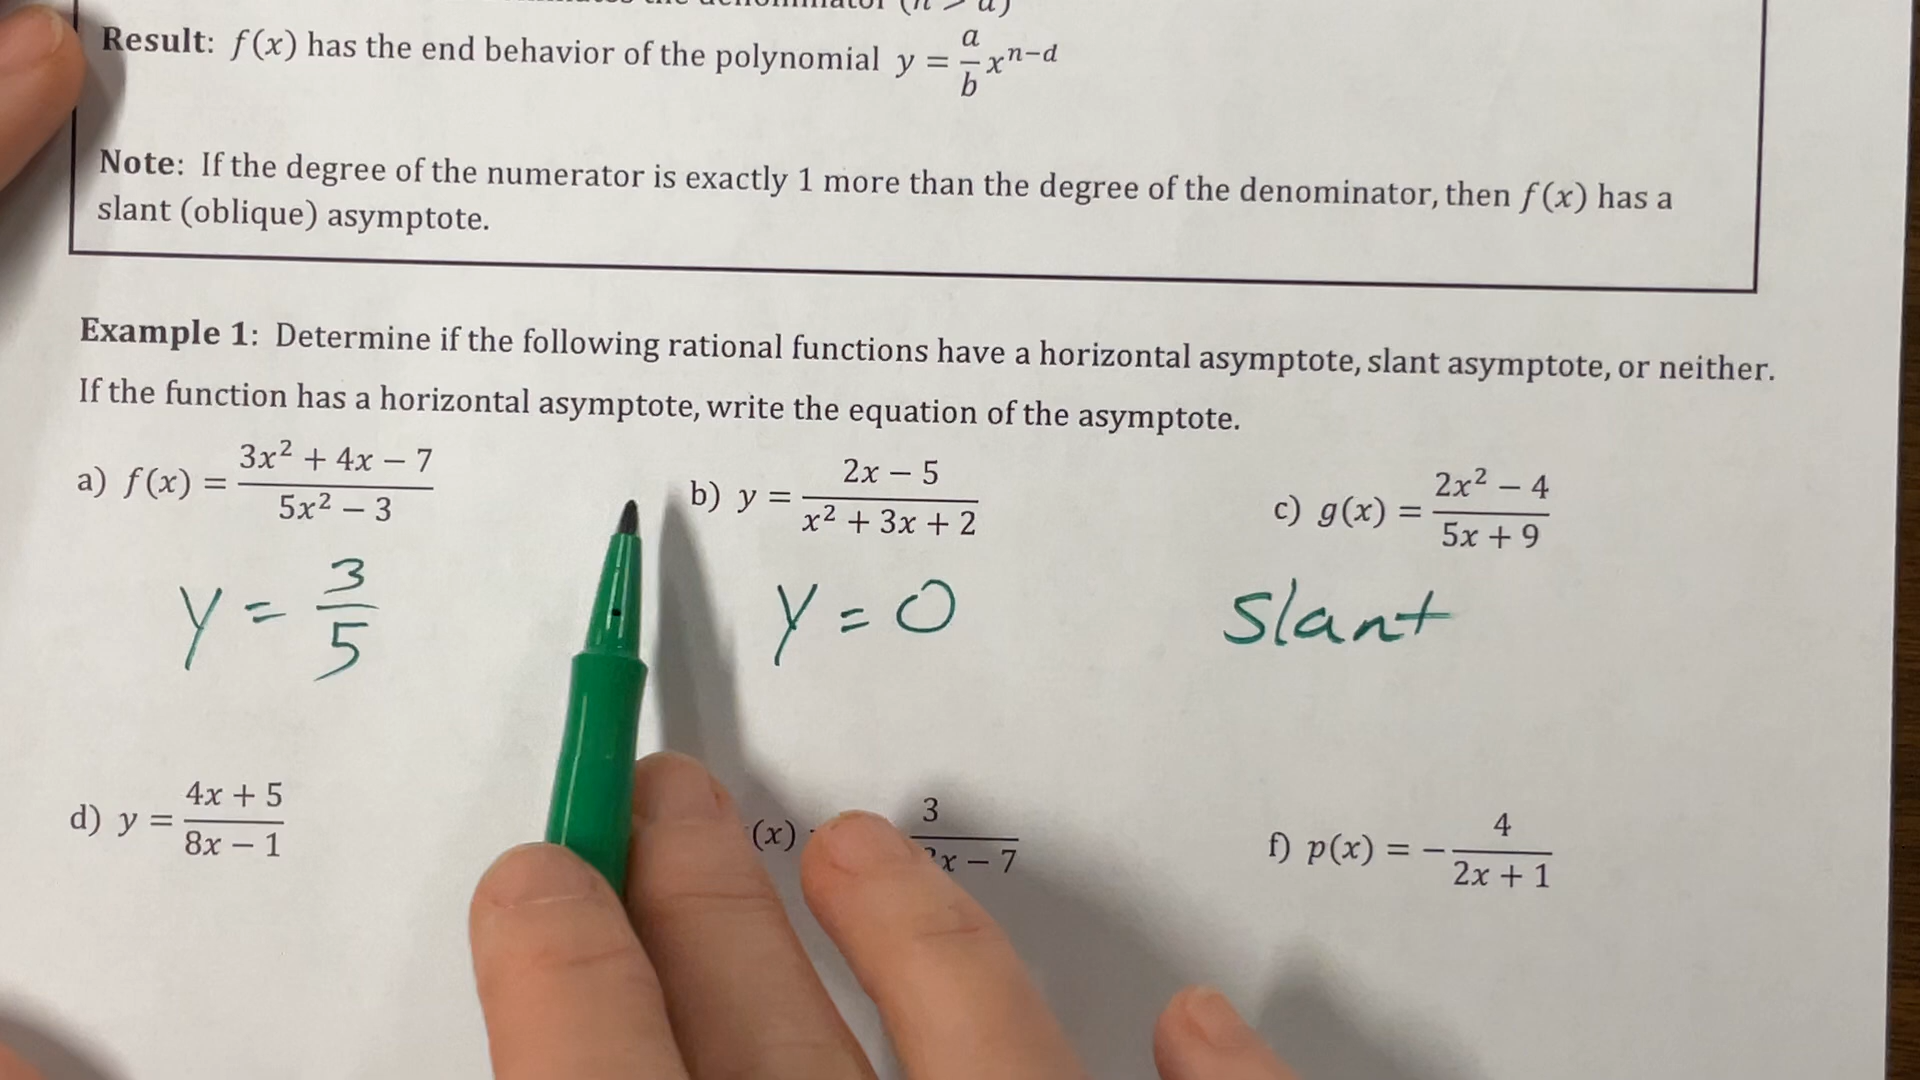 denominator (n > d)
Result: f(x) has the end behavior of the polynomial y = a/b x^(n−d)
Note: If the degree of the numerator is exactly 1 more than the degree of the denominator, then f(x) has a
slant (oblique) asymptote.
Example 1: Determine if the following rational functions have a horizontal asymptote, slant asymptote, or neither.
If the function has a horizontal asymptote, write the equation of the asymptote.
a) f(x) = (3x² + 4x − 7)/(5x² − 3)
b) y = (2x − 5)/(x² + 3x + 2)
c) g(x) = (2x² − 4)/(5x + 9)
y = 3/5
y = 0
Slant
d) y = (4x + 5)/(8x − 1)
(x) 3/(x − 7)
f) p(x) = −4/(2x + 1)